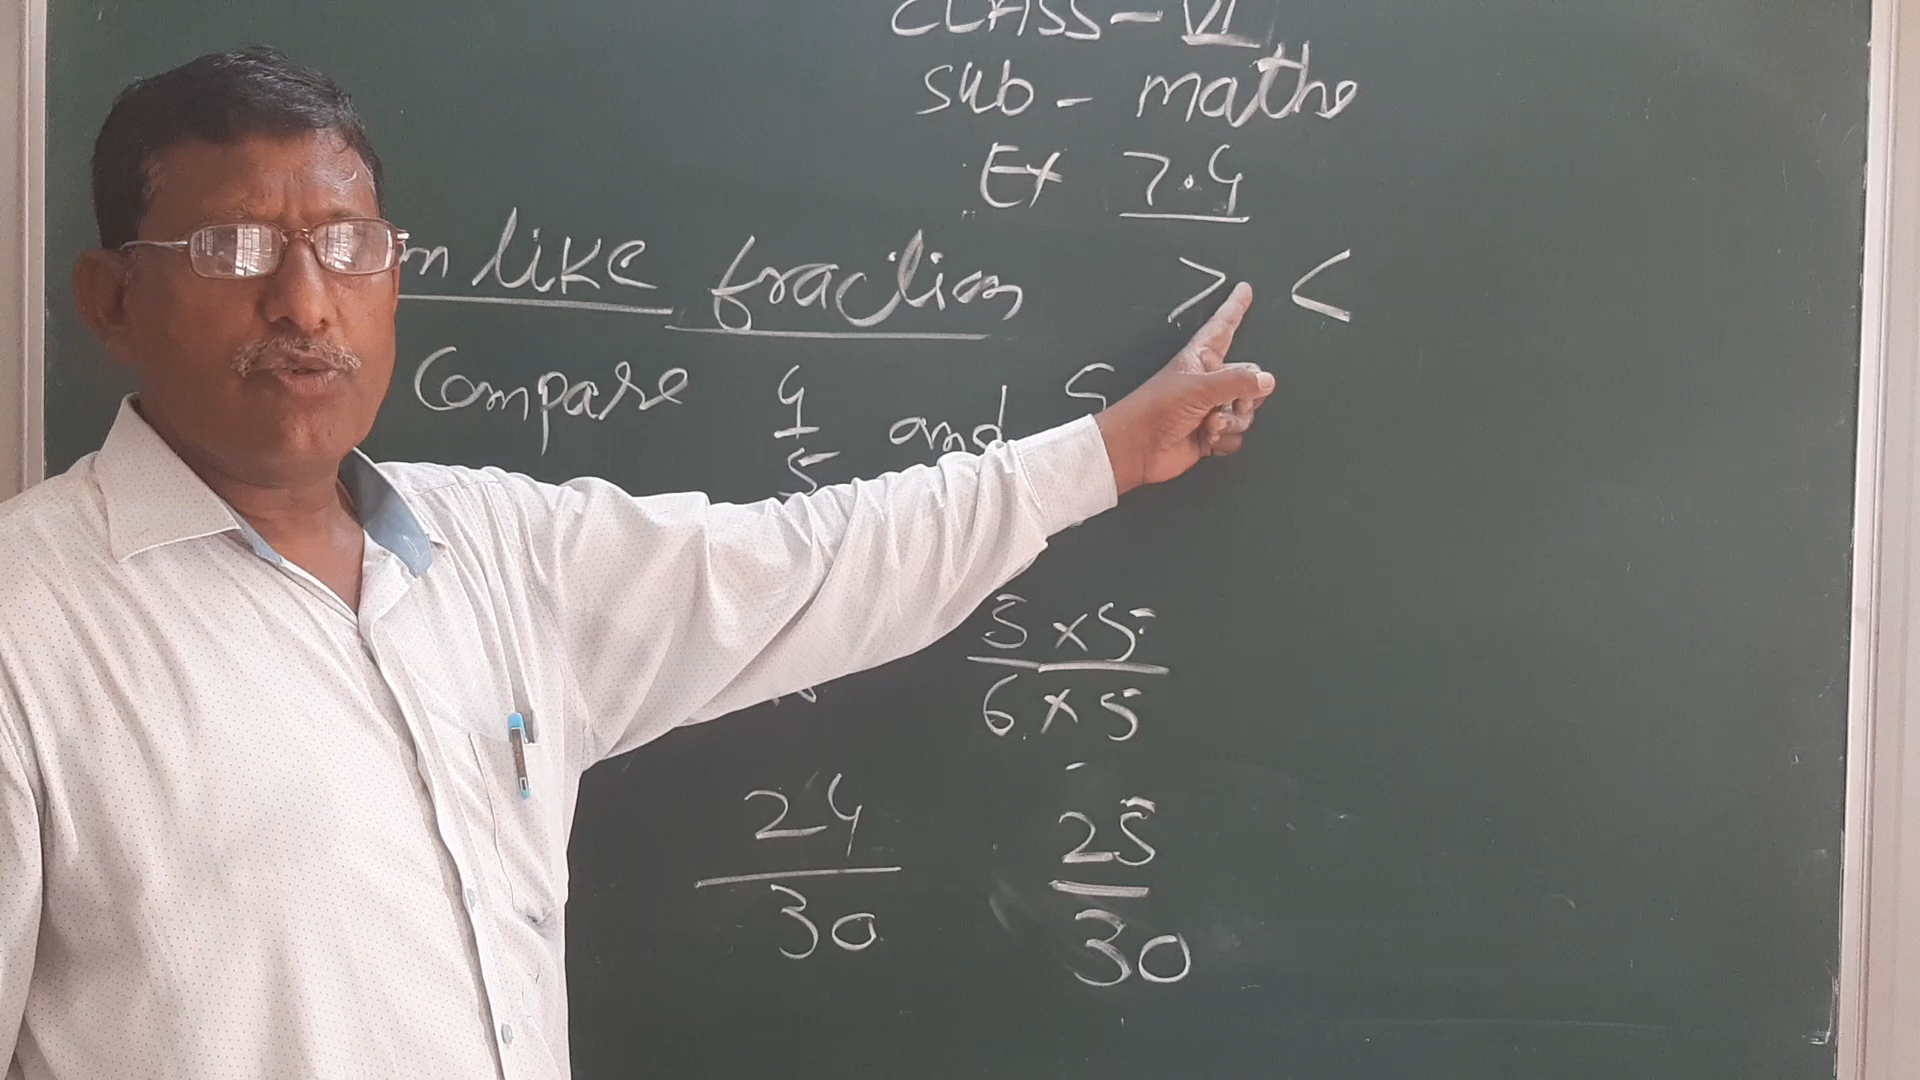 CLASS - VI
Sub - maths
Ex 7.4
n like fraction > <
Compare 4/5 and 5
5 × 5
6 × 5
24 25
30 30